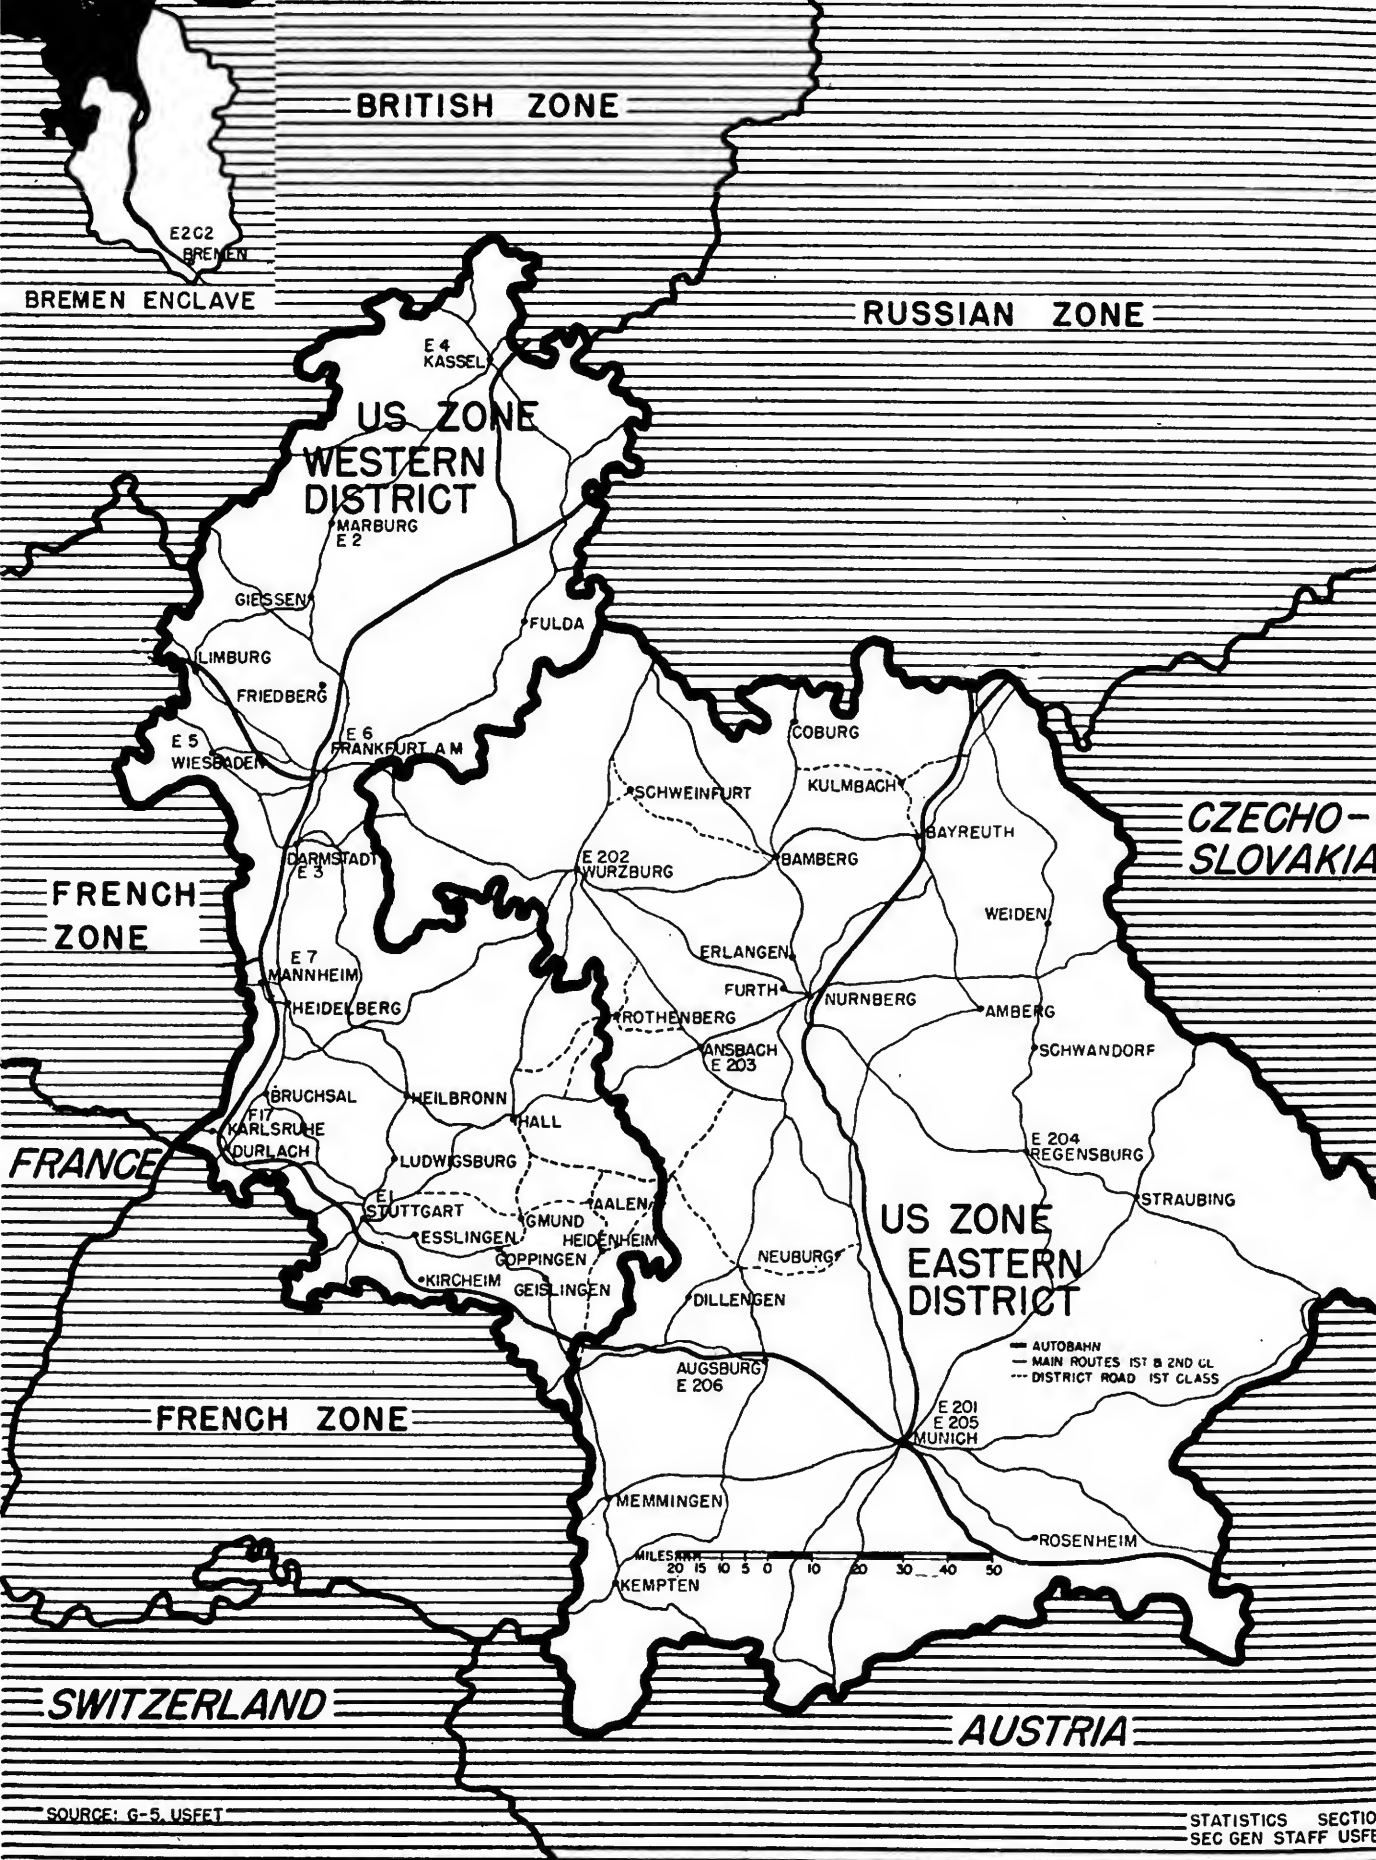 BRITISH ZONE
E2C2
BREMEN
BREMEN ENCLAVE
RUSSIAN ZONE
E 4
KASSEL
US ZONE
WESTERN
DISTRICT
MARBURG
E 2
GIESSEN
FULDA
LIMBURG
FRIEDBERG
E 6
FRANKFURT A M
E 5
WIESBADEN
COBURG
KULMBACH
SCHWEINFURT
CZECHO-
SLOVAKIA
BAYREUTH
DARMSTADT
E 3
E 202
WURZBURG
BAMBERG
FRENCH
ZONE
WEIDEN
ERLANGEN
E 7
MANNHEIM
FURTH
NURNBERG
HEIDELBERG
ROTHENBERG
AMBERG
ANSBACH
E 203
SCHWANDORF
BRUCHSAL
HEILBRONN
F17
KARLSRUHE
HALL
DURLACH
E 204
REGENSBURG
FRANCE
LUDWIGSBURG
E1
STUTTGART
AALEN
STRAUBING
GMUND
US ZONE
EASTERN
DISTRICT
ESSLINGEN
HEIDENHEIM
GOPPINGEN
NEUBURG
KIRCHEIM
GEISLINGEN
DILLENGEN
AUTOBAHN
MAIN ROUTES 1ST & 2ND CL
DISTRICT ROAD 1ST CLASS
AUGSBURG
E 206
FRENCH ZONE
E 201
E 205
MUNICH
MEMMINGEN
ROSENHEIM
MILES
20 15 10 5 0 10 20 30 40 50
KEMPTEN
SWITZERLAND
AUSTRIA
SOURCE: G-5, USFET
STATISTICS SECTIO
SEC GEN STAFF USFE